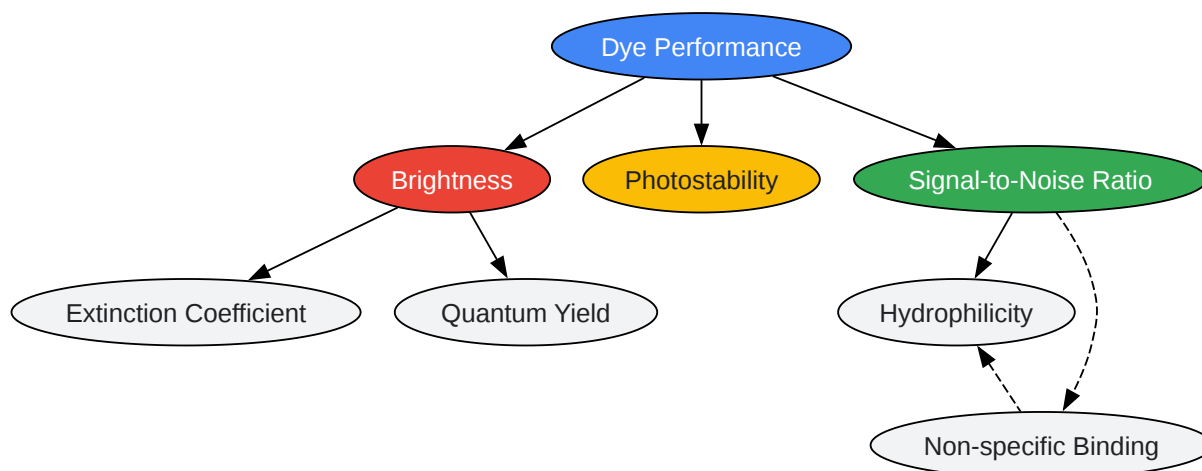 Dye Performance
Brightness
Photostability
Signal-to-Noise Ratio
Extinction Coefficient
Quantum Yield
Hydrophilicity
Non-specific Binding